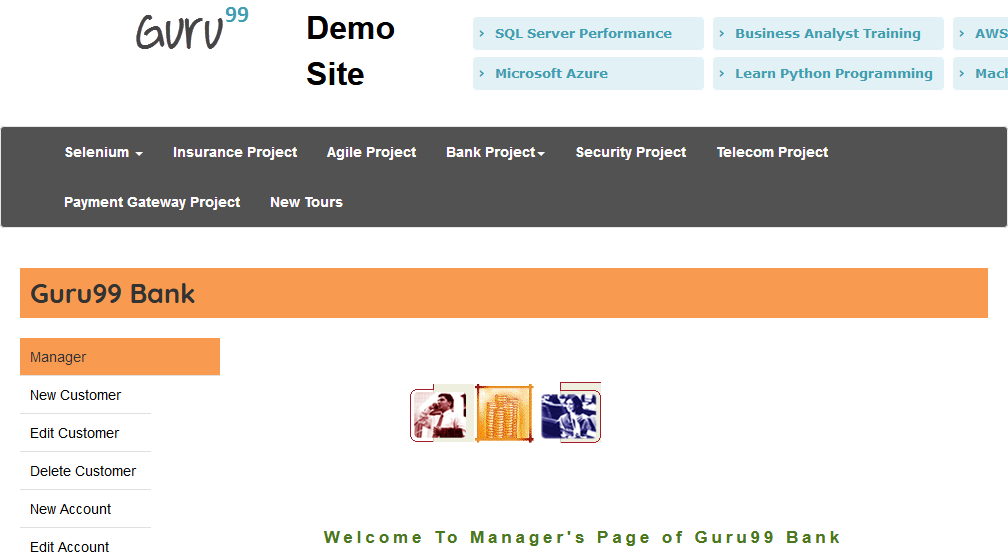 Guru99
Demo
Site
› SQL Server Performance
› Business Analyst Training
› AWS
› Microsoft Azure
› Learn Python Programming
› Mach
Selenium
Insurance Project
Agile Project
Bank Project
Security Project
Telecom Project
Payment Gateway Project
New Tours
Guru99 Bank
Manager
New Customer
Edit Customer
Delete Customer
New Account
Edit Account
Welcome To Manager's Page of Guru99 Bank